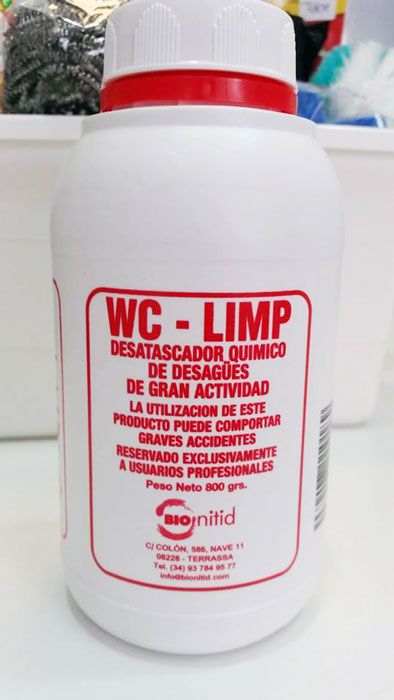 WC - LIMP
DESATASCADOR QUIMICO
DE DESAGÜES
DE GRAN ACTIVIDAD
LA UTILIZACION DE ESTE
PRODUCTO PUEDE COMPORTAR
GRAVES ACCIDENTES
RESERVADO EXCLUSIVAMENTE
A USUARIOS PROFESIONALES
Peso Neto 800 grs.
BIOnitid
C/ COLÓN, 586, NAVE 11
08228 - TERRASSA
Tel. (34) 93 784 95 77
info@bionitid.com